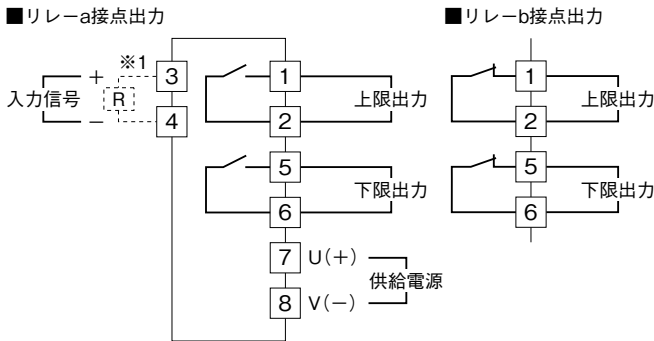 ■リレーa接点出力
■リレーb接点出力
※1
+
R
−
入力信号
3
4
1
2
上限出力
5
6
下限出力
7 U(+)
8 V(−)
供給電源
1
2
上限出力
5
6
下限出力